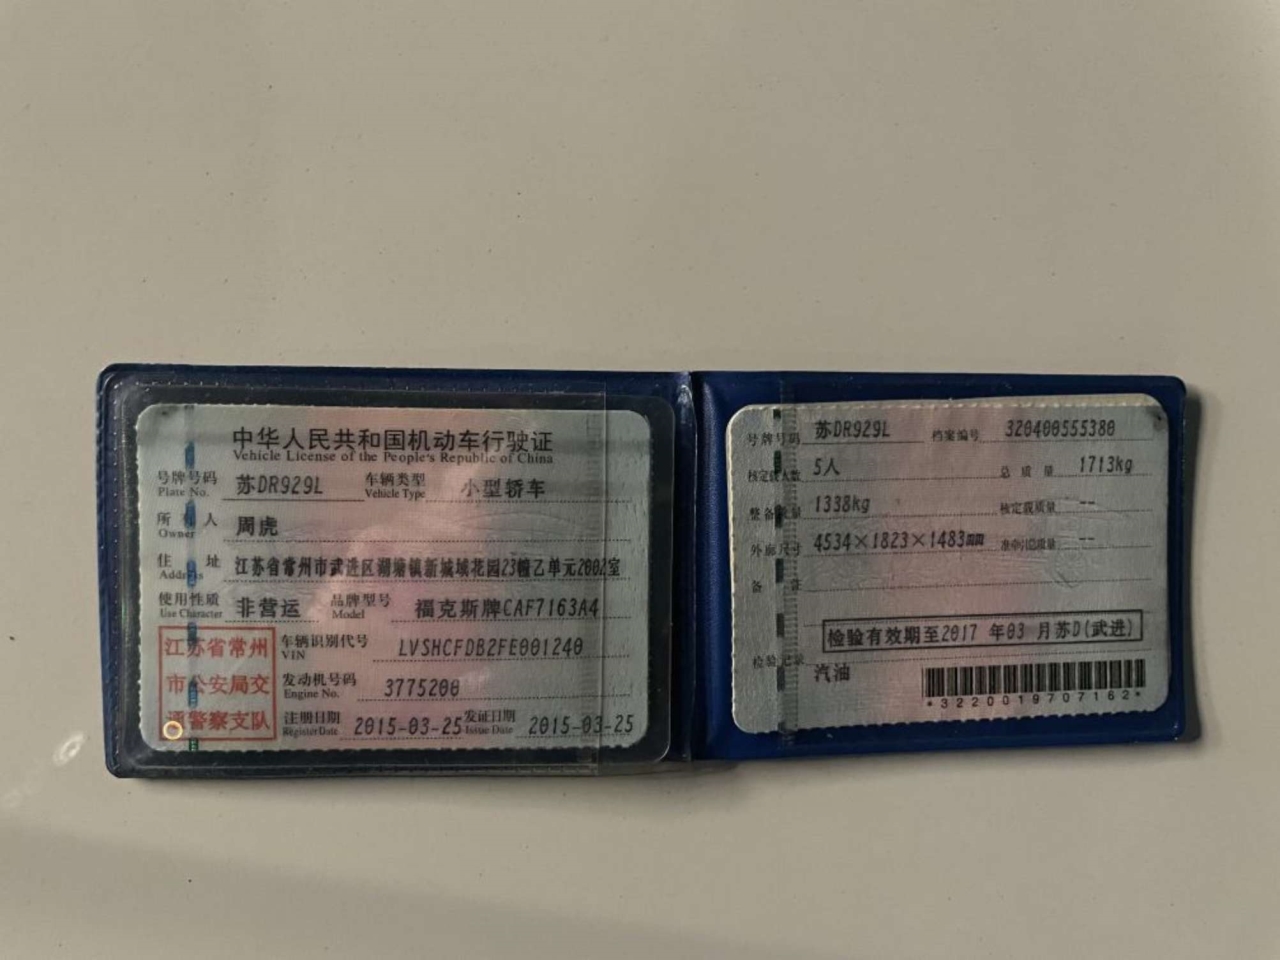 中华人民共和国机动车行驶证
Vehicle License of the People's Republic of China
号牌号码 苏DR929L 车辆类型 小型轿车
Plate No. Vehicle Type
所有人 周虎
Owner
住址 江苏省常州市武进区湖塘镇新城域花园23幢乙单元2002室
Address
使用性质 非营运 品牌型号 福克斯牌CAF7163A4
Use Character Model
江苏省常州
市公安局交
通警察支队
车辆识别代号 LVSHCFDB2FE001240
VIN
发动机号码 3775200
Engine No.
注册日期 2015-03-25 发证日期 2015-03-25
Register Date Issue Date
号牌号码 苏DR929L 档案编号 320400555380
核定载人数 5人 总质量 1713kg
整备质量 1338kg 核定载质量 --
外廓尺寸 4534×1823×1483mm 准牵引总质量 --
备注
检验有效期至2017 年03 月苏D(武进)
检验记录
汽油
*3220019707162*